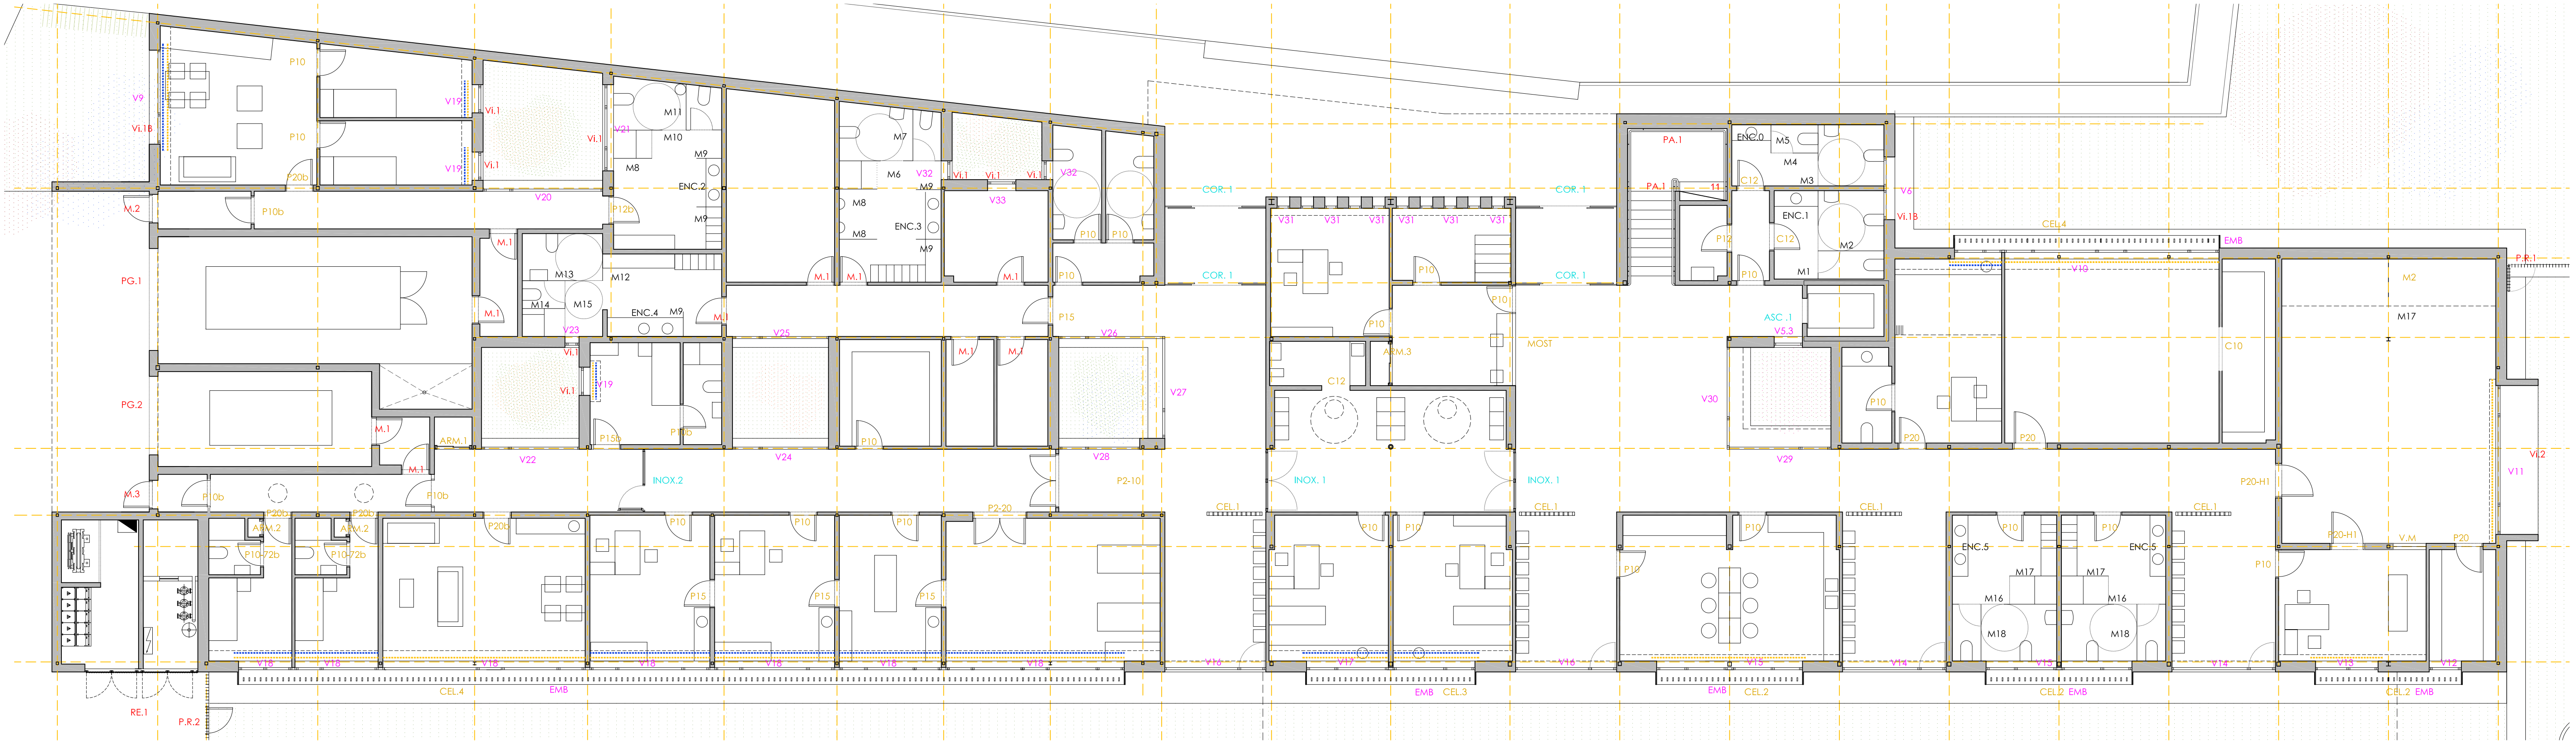 P10
V9
V19
Vi.1
Vi.1B
P10
Vi.1
V19
Vi.1
P20b
V21
M11
M10
M9
M8
ENC.2
M9
P12b
V20
M.2
P10b
M7
M6
V32
M9
M8
ENC.3
M8
M9
Vi.1
Vi.1
Vi.1
V32
V33
P10
P10
COR. 1
COR. 1
COR. 1
COR. 1
PA.1
PA.1
11
ENC.0
M5
M4
M3
C12
V6
ENC.1
Vi.1B
P12
C12
M2
M1
P10
V31
V31
V31
V31
V31
V31
CEL.4
EMB
V10
P.R.1
M2
M17
PG.1
M.1
M.1
M13
M12
M14
M15
ENC.4
M9
M.1
V23
M.1
M.1
M.1
P10
P15
P10
P10
P10
ASC .1
V5.3
V25
V26
MOST
ARM.3
C12
C10
Vi.1
Vi.1
V19
M.1
M.1
V27
V30
PG.2
M.1
ARM.1
P15b
P10b
P10
P10
P20
P20
V22
V24
V28
V29
Vi.2
V11
M.1
INOX.2
P2-10
INOX. 1
INOX. 1
P20-H1
M.3
P10b
P10b
P20b
P20b
P2-20
CEL.1
CEL.1
CEL.1
CEL.1
ARM.2
ARM.2
P20b
P10
P10
P10
P10
P10
P10
P10
P10
P20-H1
V.M
P20
P10-72b
P10-72b
ENC.5
ENC.5
P10
P10
M17
M17
P15
P15
P15
M16
M16
M18
M18
V18
V18
V18
V18
V18
V18
V18
V16
V17
V16
V15
V14
V15
V14
V13
V12
CEL.4
EMB
EMB
CEL.3
EMB
CEL.2
CEL.2
EMB
CEL.2
EMB
RE.1
P.R.2